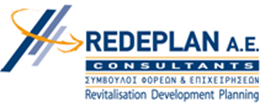 REDEPLAN A.E.
CONSULTANTS
ΣΥΜΒΟΥΛΟΙ ΦΟΡΕΩΝ & ΕΠΙΧΕΙΡΗΣΕΩΝ
Revitalisation Development Planning